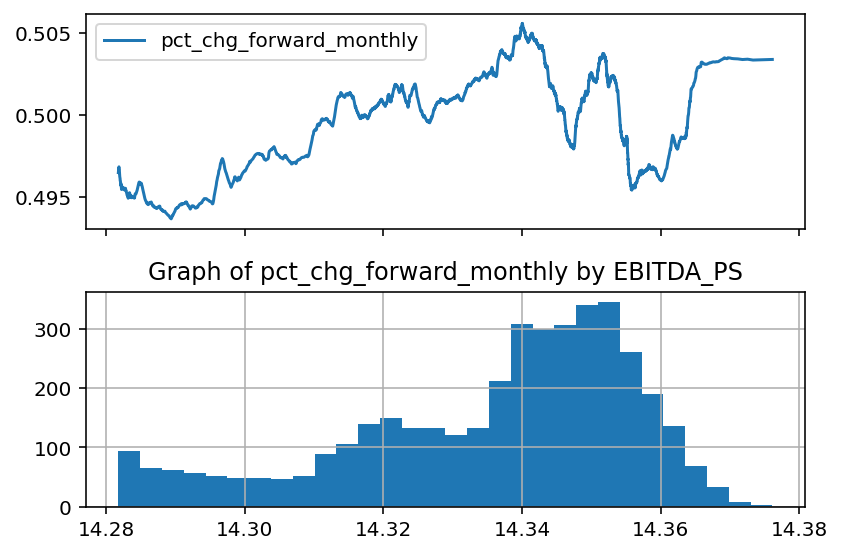 pct_chg_forward_monthly
0.505
0.500
0.495
Graph of pct_chg_forward_monthly by EBITDA_PS
300
200
100
0
14.28 14.30 14.32 14.34 14.36 14.38